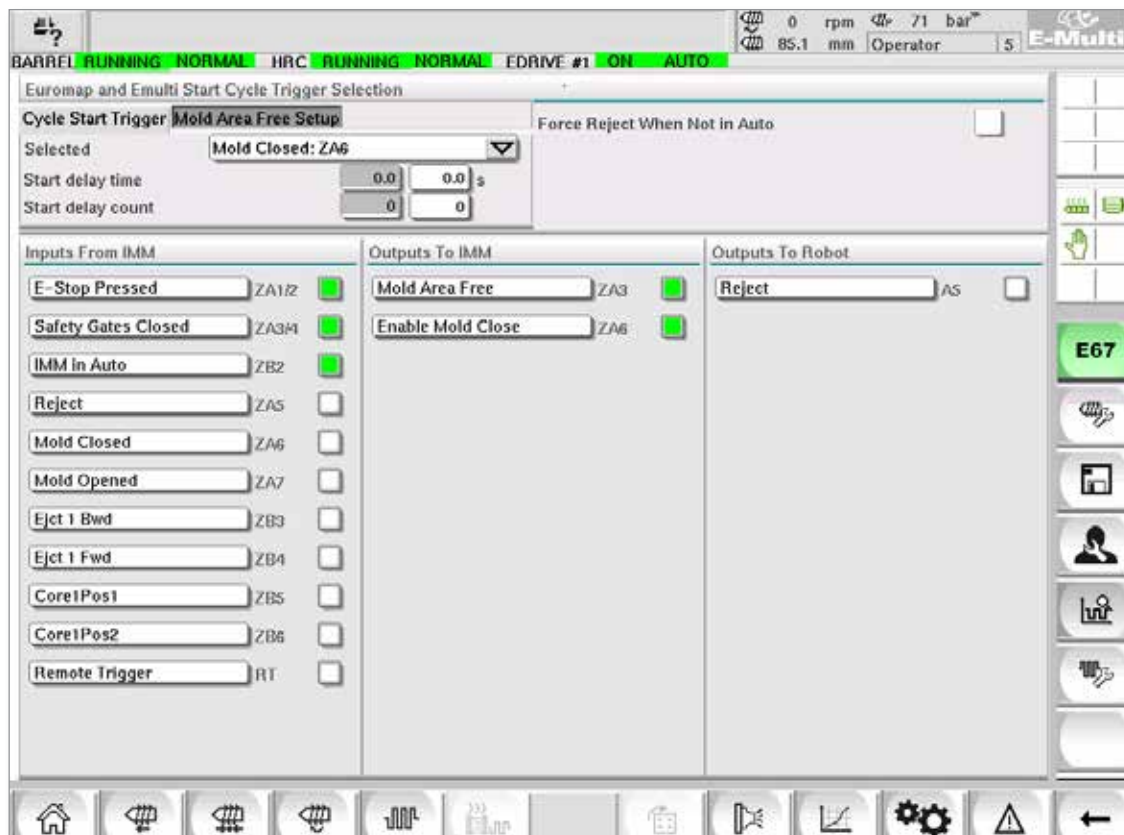 0 rpm 71 bar
85.1 mm Operator 5
E-Multi
BARREL RUNNING NORMAL HRC RUNNING NORMAL EDRIVE #1 ON AUTO
Euromap and Emulti Start Cycle Trigger Selection
Cycle Start Trigger Mold Area Free Setup
Force Reject When Not in Auto
Selected Mold Closed: ZA6
Start delay time 0.0 0.0 s
Start delay count 0 0
Inputs From IMM
E-Stop Pressed ZA1/2
Safety Gates Closed ZA3/4
IMM in Auto ZB2
Reject ZA5
Mold Closed ZA6
Mold Opened ZA7
Ejct 1 Bwd ZB3
Ejct 1 Fwd ZB4
Core1Pos1 ZB5
Core1Pos2 ZB6
Remote Trigger RT
Outputs To IMM
Mold Area Free ZA3
Enable Mold Close ZA6
Outputs To Robot
Reject A5
E67